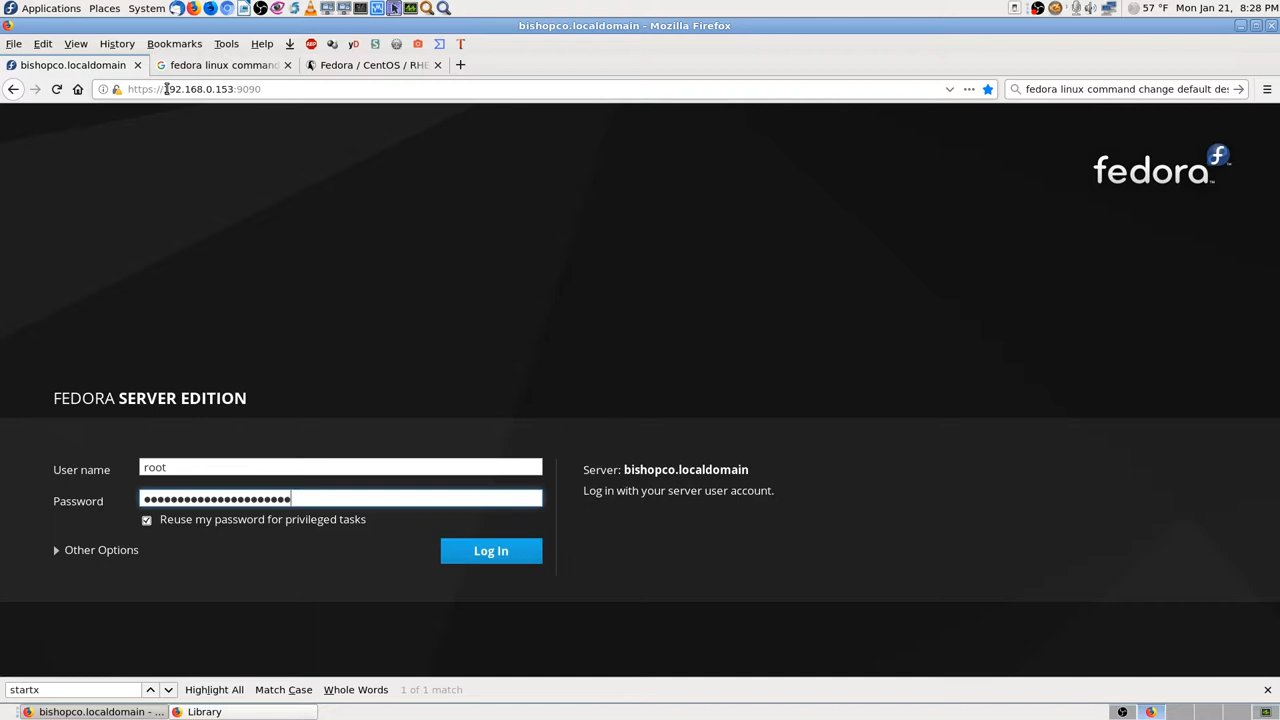 Applications Places System 57 °F Mon Jan 21, 8:28 PM
bishopco.localdomain - Mozilla Firefox
File Edit View History Bookmarks Tools Help
bishopco.localdomain fedora linux comman Fedora / CentOS / RHE
https://192.168.0.153:9090 fedora linux command change default des
fedora
FEDORA SERVER EDITION
User name root
Password ••••••••••••••••••••••
Reuse my password for privileged tasks
Other Options
Log In
Server: bishopco.localdomain
Log in with your server user account.
startx Highlight All Match Case Whole Words 1 of 1 match
bishopco.localdomain - ... Library